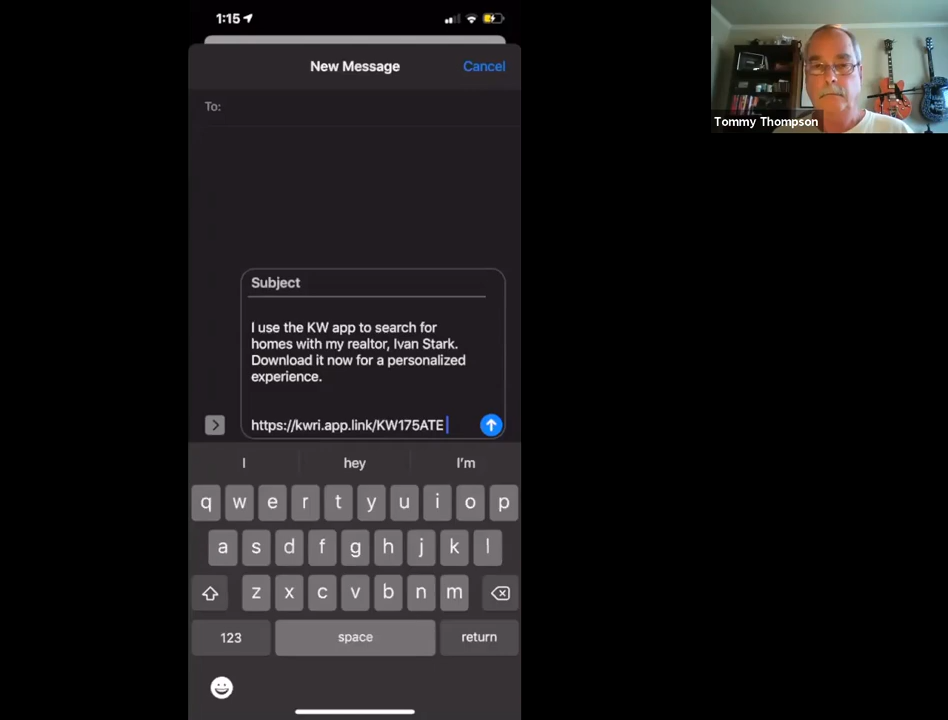 1:15
New Message
Cancel
To:
Subject
I use the KW app to search for
homes with my realtor, Ivan Stark.
Download it now for a personalized
experience.
https://kwri.app.link/KW175ATE
I
hey
I'm
q w e r t y u i o p
a s d f g h j k l
z x c v b n m
123
space
return
Tommy Thompson